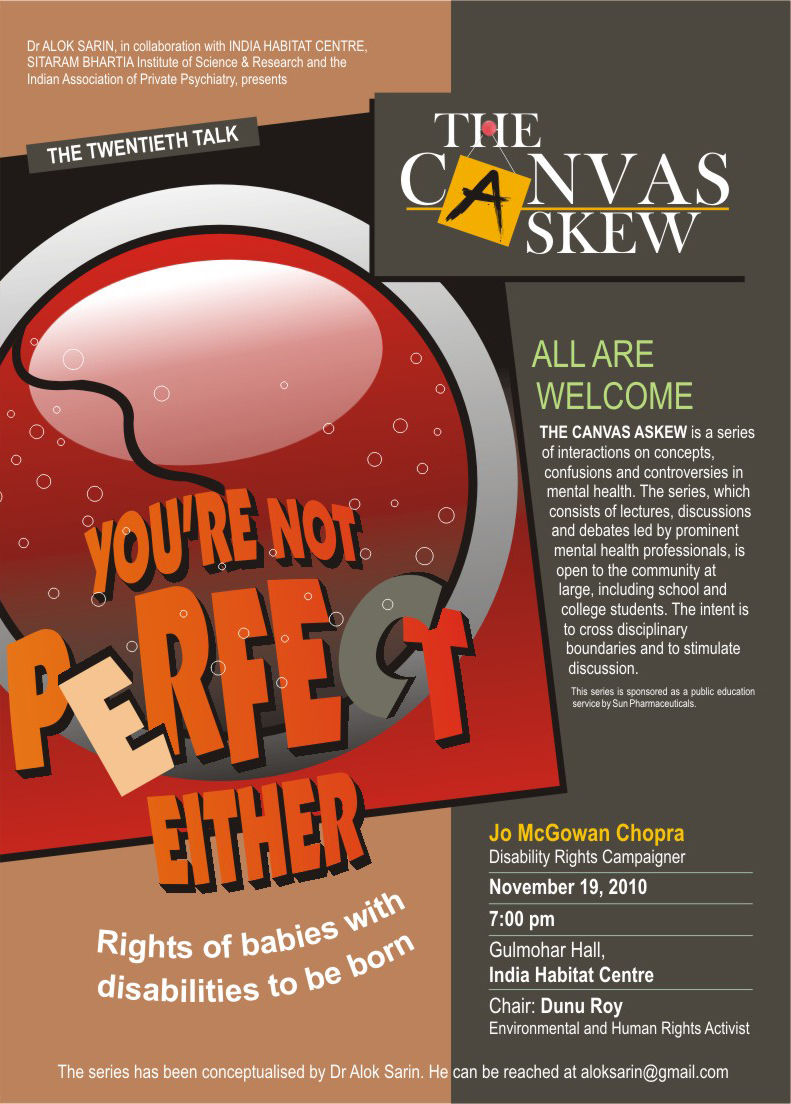 Dr ALOK SARIN, in collaboration with INDIA HABITAT CENTRE,
SITARAM BHARTIA Institute of Science & Research and the
Indian Association of Private Psychiatry, presents
THE TWENTIETH TALK
THE
CANVAS
ASKEW
ALL ARE
WELCOME
THE CANVAS ASKEW is a series
of interactions on concepts,
confusions and controversies in
mental health. The series, which
consists of lectures, discussions
and debates led by prominent
mental health professionals, is
open to the community at
large, including school and
college students. The intent is
to cross disciplinary
boundaries and to stimulate
discussion.
This series is sponsored as a public education
service by Sun Pharmaceuticals.
YOU'RE NOT
PERFECT
EITHER
Rights of babies with
disabilities to be born
Jo McGowan Chopra
Disability Rights Campaigner
November 19, 2010
7:00 pm
Gulmohar Hall,
India Habitat Centre
Chair: Dunu Roy
Environmental and Human Rights Activist
The series has been conceptualised by Dr Alok Sarin. He can be reached at aloksarin@gmail.com